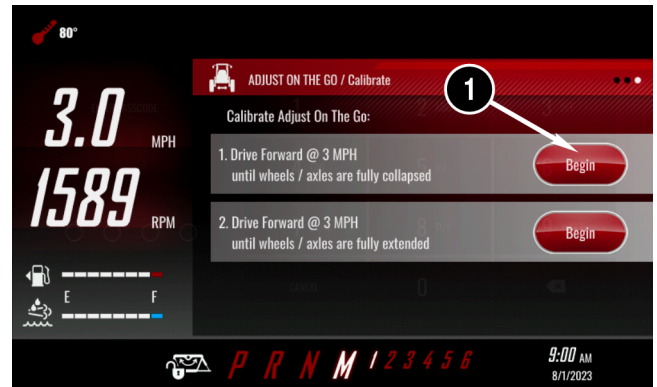 80°
ADJUST ON THE GO / Calibrate
1
Calibrate Adjust On The Go:
3.0 MPH
1. Drive Forward @ 3 MPH
until wheels / axles are fully collapsed
Begin
1589 RPM
2. Drive Forward @ 3 MPH
until wheels / axles are fully extended
Begin
E F
CANCEL 0
P R N M 1 2 3 4 5 6
9:00 AM
8/1/2023